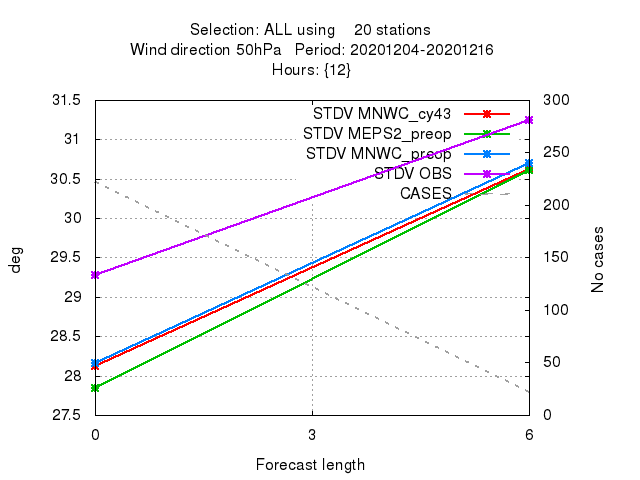 Selection: ALL using    20 stations
Wind direction 50hPa   Period: 20201204-20201216
Hours: {12}
31.5
31
30.5
30
29.5
29
28.5
28
27.5
deg
STDV MNWC_cy43
STDV MEPS2_preop
STDV MNWC_preop
STDV OBS
CASES
300
250
200
150
100
50
0
No cases
0 3 6
Forecast length